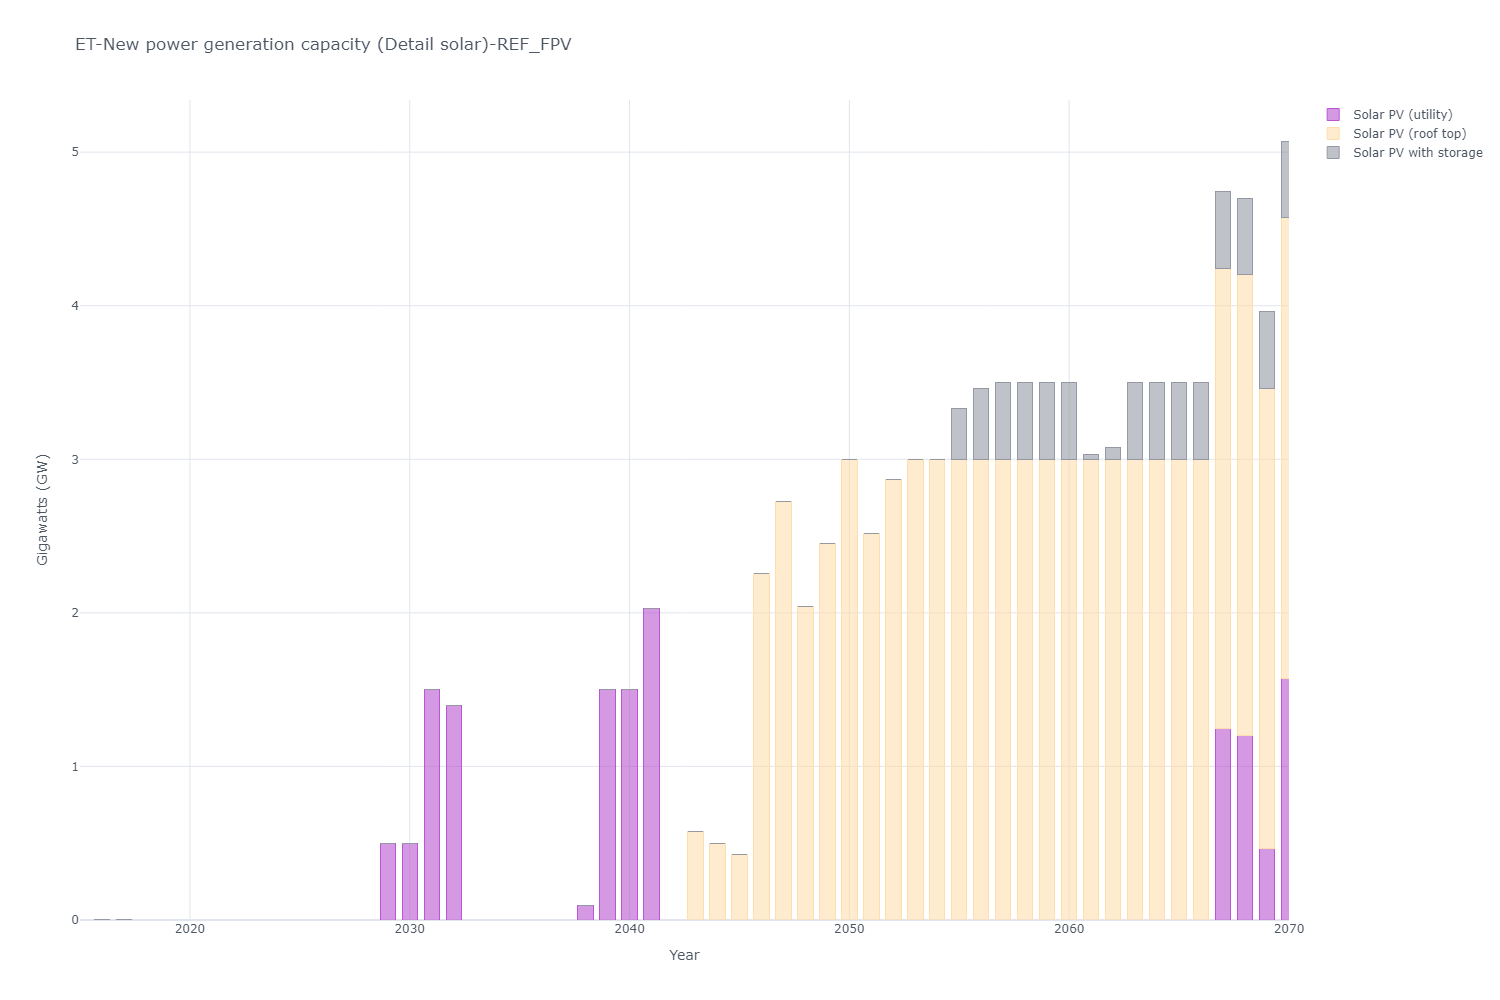 ET-New power generation capacity (Detail solar)-REF_FPV
Solar PV (utility)
Solar PV (roof top)
Solar PV with storage
5
4
3
2
1
0
Gigawatts (GW)
2020
2030
2040
2050
2060
2070
Year